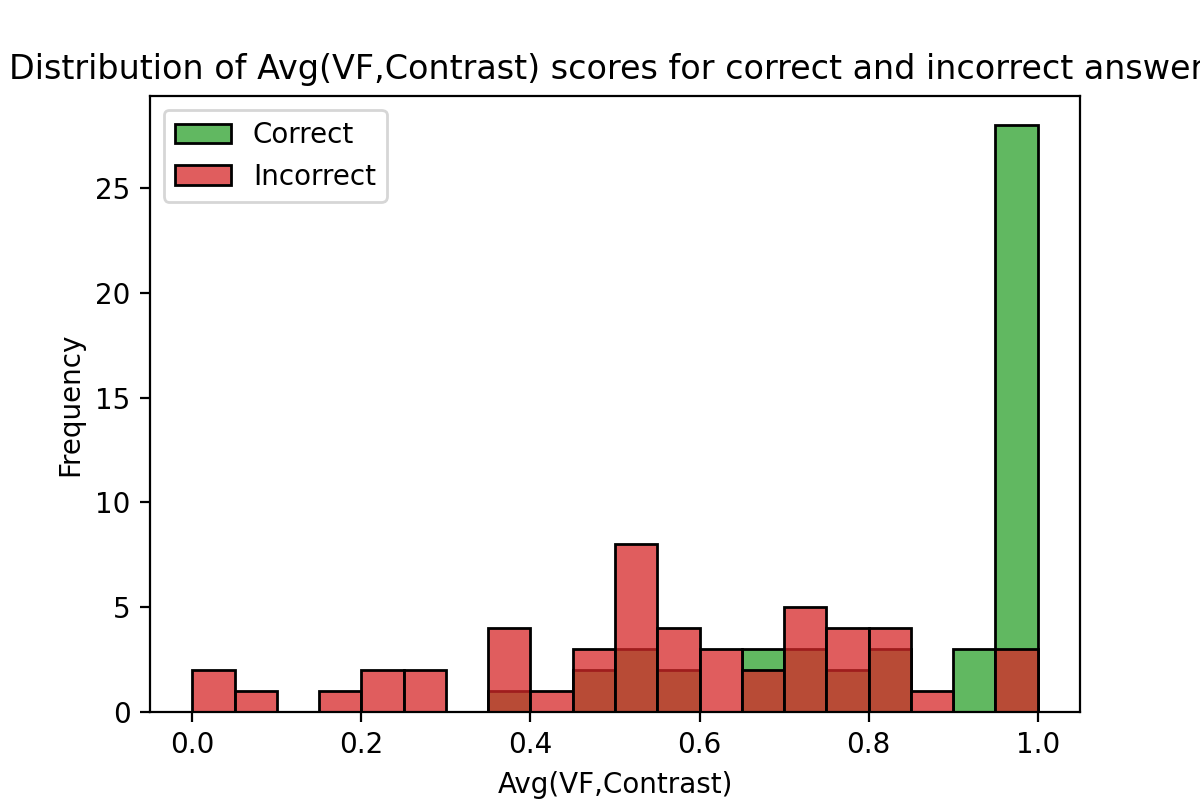 Distribution of Avg(VF,Contrast) scores for correct and incorrect answer
Correct
Incorrect
Frequency
25
20
15
10
5
0
0.0 0.2 0.4 0.6 0.8 1.0
Avg(VF,Contrast)